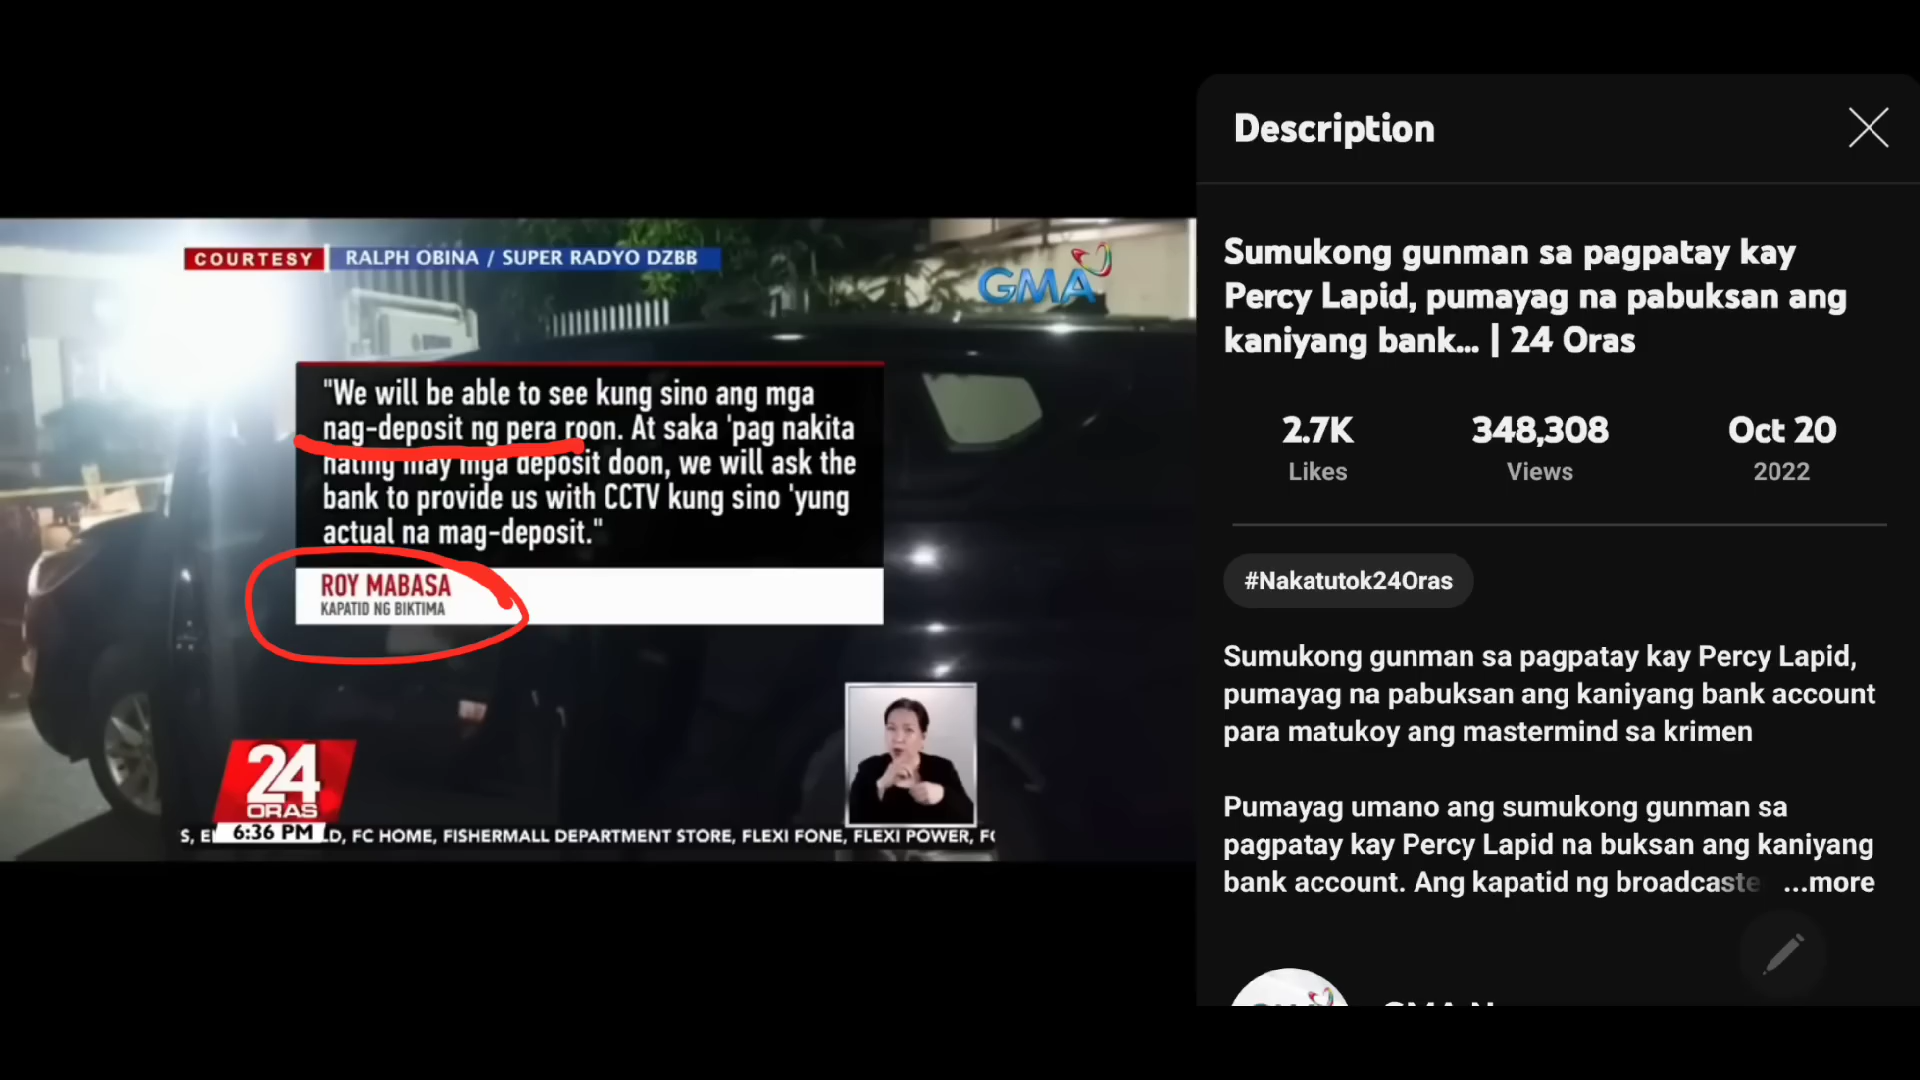 COURTESY RALPH OBINA / SUPER RADYO DZBB
GMA
"We will be able to see kung sino ang mga
nag-deposit ng pera roon. At saka 'pag nakita
nating may mga deposit doon, we will ask the
bank to provide us with CCTV kung sino 'yung
actual na mag-deposit."
ROY MABASA
KAPATID NG BIKTIMA
24
ORAS
6:36 PM
FC HOME, FISHERMALL DEPARTMENT STORE, FLEXI FONE, FLEXI POWER,
Description
Sumukong gunman sa pagpatay kay
Percy Lapid, pumayag na pabuksan ang
kaniyang bank... | 24 Oras
2.7K 348,308 Oct 20
Likes Views 2022
#Nakatutok24Oras
Sumukong gunman sa pagpatay kay Percy Lapid,
pumayag na pabuksan ang kaniyang bank account
para matukoy ang mastermind sa krimen
Pumayag umano ang sumukong gunman sa
pagpatay kay Percy Lapid na buksan ang kaniyang
bank account. Ang kapatid ng broadcaste ...more